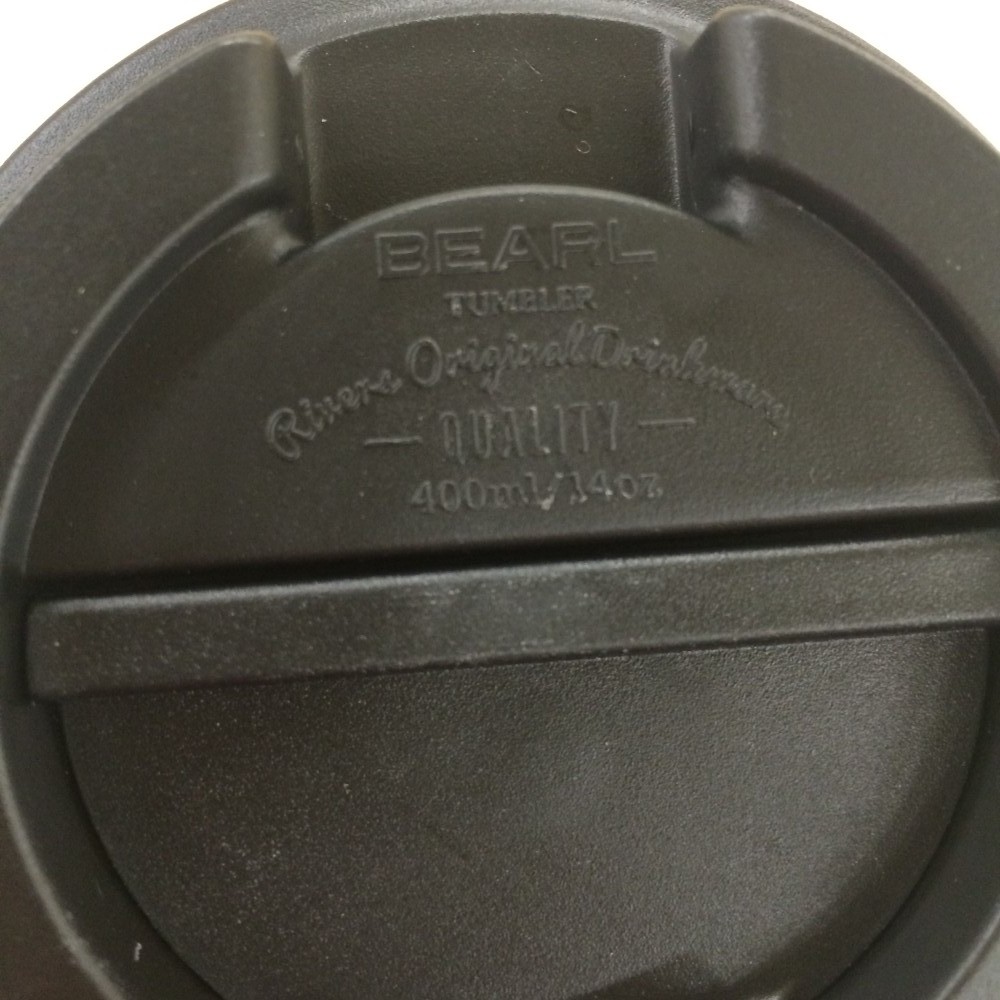 BEARL
TUMBLER
Rivers Original Drinkware
— QUALITY —
400ml/14oz